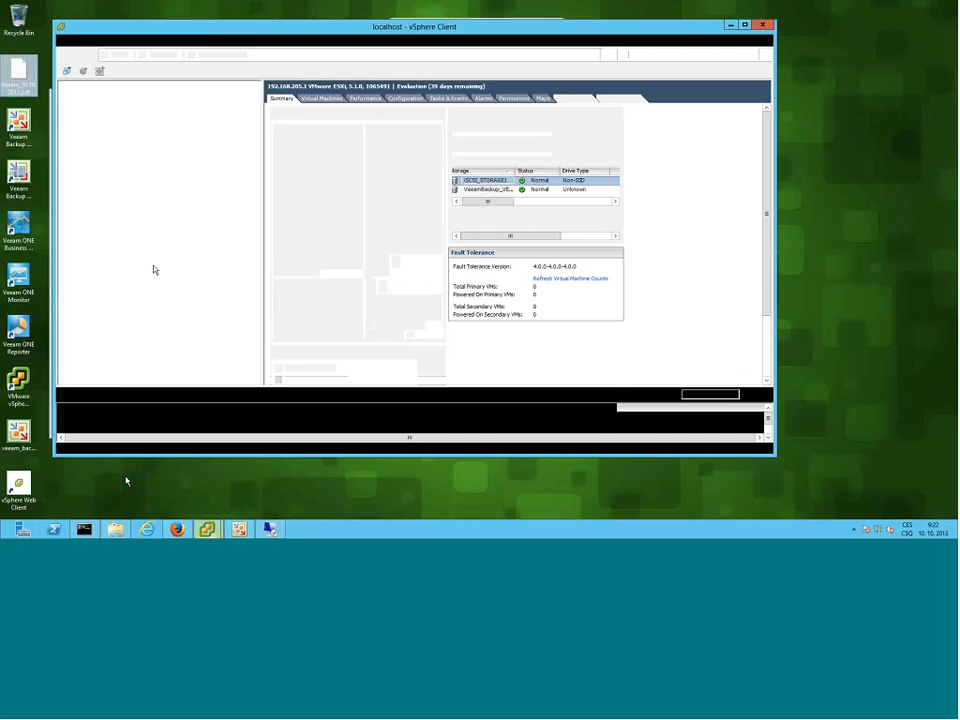 localhost - vSphere Client
Recycle Bin
Veeam_10.10.
2013.pdf
Veeam
Backup ...
Veeam
Backup ...
Veeam ONE
Business ...
Veeam ONE
Monitor
Veeam ONE
Reporter
VMware
vSphe...
veeam_bac...
vSphere Web
Client
192.168.205.1 VMware ESXi, 5.1.0, 1065491 | Evaluation (39 days remaining)
Summary Virtual Machines Performance Configuration Tasks & Events Alarms Permissions Maps
Storage Status Drive Type
ISCSI_STORAGE1... Normal Non-SSD
VeeamBackup_VE... Normal Unknown
Fault Tolerance
Fault Tolerance Version: 4.0.0-4.0.0-4.0.0
Refresh Virtual Machine Counts
Total Primary VMs: 0
Powered On Primary VMs: 0
Total Secondary VMs: 0
Powered On Secondary VMs: 0
CES 9:22
CSQ 10. 10. 2013